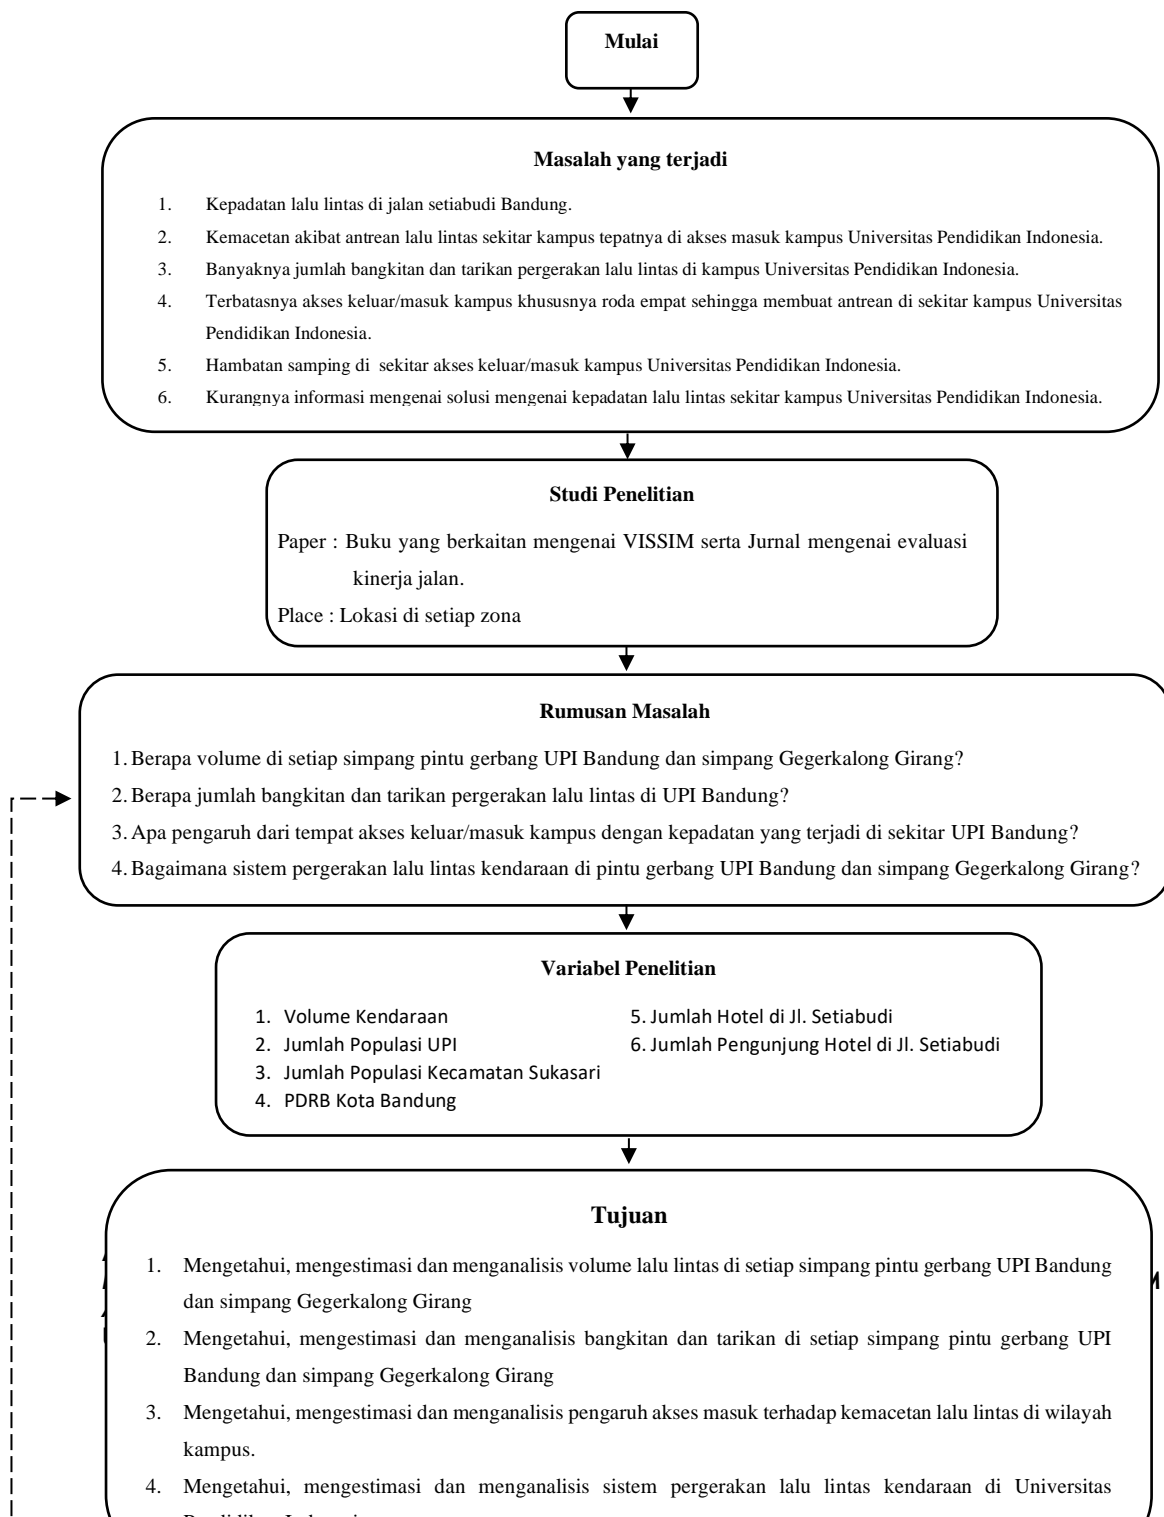 Mulai
Masalah yang terjadi
1. Kepadatan lalu lintas di jalan setiabudi Bandung.
2. Kemacetan akibat antrean lalu lintas sekitar kampus tepatnya di akses masuk kampus Universitas Pendidikan Indonesia.
3. Banyaknya jumlah bangkitan dan tarikan pergerakan lalu lintas di kampus Universitas Pendidikan Indonesia.
4. Terbatasnya akses keluar/masuk kampus khususnya roda empat sehingga membuat antrean di sekitar kampus Universitas
Pendidikan Indonesia.
5. Hambatan samping di sekitar akses keluar/masuk kampus Universitas Pendidikan Indonesia.
6. Kurangnya informasi mengenai solusi mengenai kepadatan lalu lintas sekitar kampus Universitas Pendidikan Indonesia.
Studi Penelitian
Paper : Buku yang berkaitan mengenai VISSIM serta Jurnal mengenai evaluasi
kinerja jalan.
Place : Lokasi di setiap zona
Rumusan Masalah
1. Berapa volume di setiap simpang pintu gerbang UPI Bandung dan simpang Gegerkalong Girang?
2. Berapa jumlah bangkitan dan tarikan pergerakan lalu lintas di UPI Bandung?
3. Apa pengaruh dari tempat akses keluar/masuk kampus dengan kepadatan yang terjadi di sekitar UPI Bandung?
4. Bagaimana sistem pergerakan lalu lintas kendaraan di pintu gerbang UPI Bandung dan simpang Gegerkalong Girang?
Variabel Penelitian
1. Volume Kendaraan
2. Jumlah Populasi UPI
3. Jumlah Populasi Kecamatan Sukasari
4. PDRB Kota Bandung
5. Jumlah Hotel di Jl. Setiabudi
6. Jumlah Pengunjung Hotel di Jl. Setiabudi
Tujuan
1. Mengetahui, mengestimasi dan menganalisis volume lalu lintas di setiap simpang pintu gerbang UPI Bandung
dan simpang Gegerkalong Girang
2. Mengetahui, mengestimasi dan menganalisis bangkitan dan tarikan di setiap simpang pintu gerbang UPI
Bandung dan simpang Gegerkalong Girang
3. Mengetahui, mengestimasi dan menganalisis pengaruh akses masuk terhadap kemacetan lalu lintas di wilayah
kampus.
4. Mengetahui, mengestimasi dan menganalisis sistem pergerakan lalu lintas kendaraan di Universitas